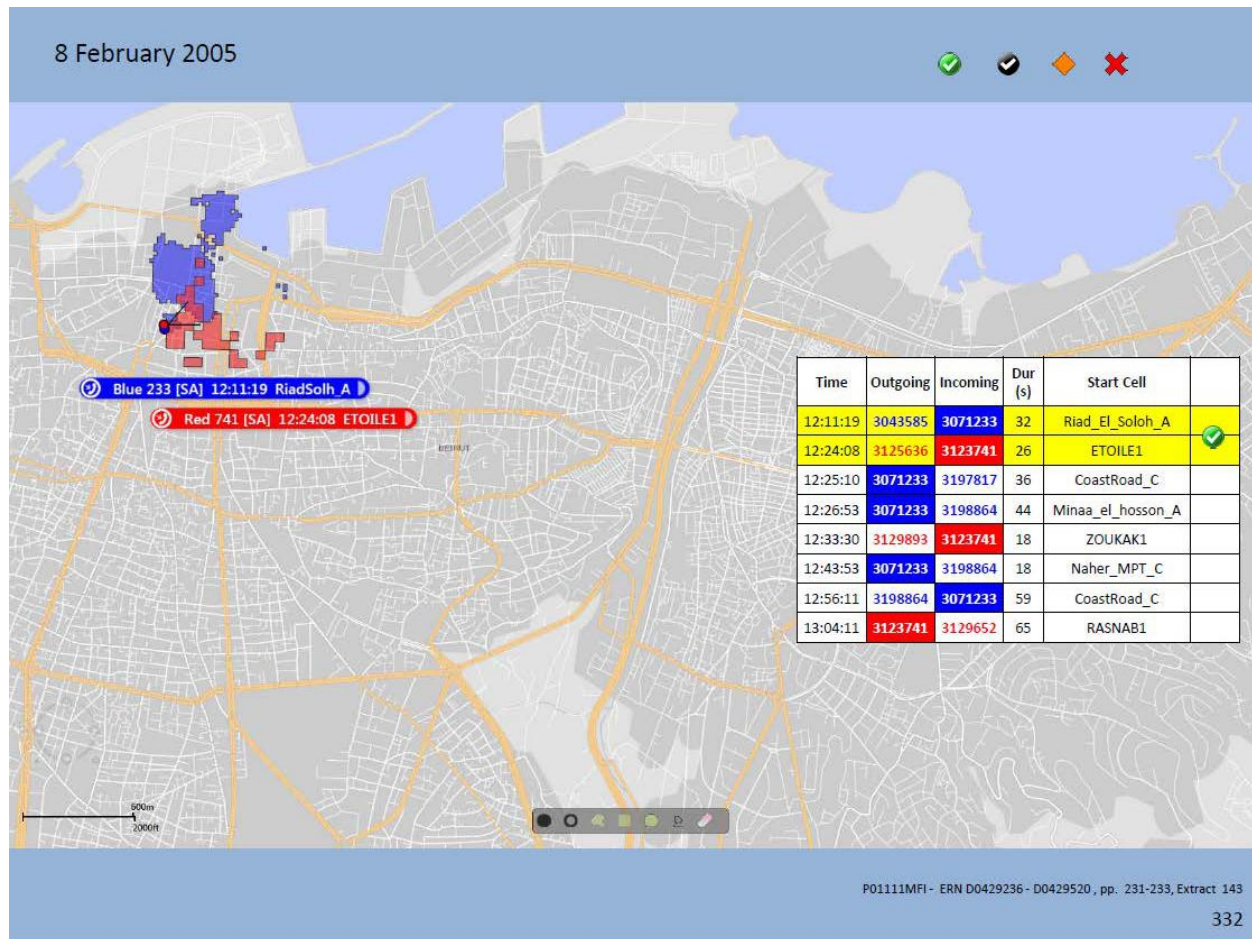 8 February 2005
Blue 233 [SA] 12:11:19 RiadSolh_A
Red 741 [SA] 12:24:08 ETOILE1
BEIRUT
Time Outgoing Incoming Dur (s) Start Cell
12:11:19 3043585 3071233 32 Riad_El_Soloh_A
12:24:08 3125636 3123741 26 ETOILE1
12:25:10 3071233 3197817 36 CoastRoad_C
12:26:53 3071233 3198864 44 Minaa_el_hosson_A
12:33:30 3129893 3123741 18 ZOUKAK1
12:43:53 3071233 3198864 18 Naher_MPT_C
12:56:11 3198864 3071233 59 CoastRoad_C
13:04:11 3123741 3129652 65 RASNAB1
600m
2000ft
P01111MFI - ERN D0429236 - D0429520 , pp. 231-233, Extract 143
332